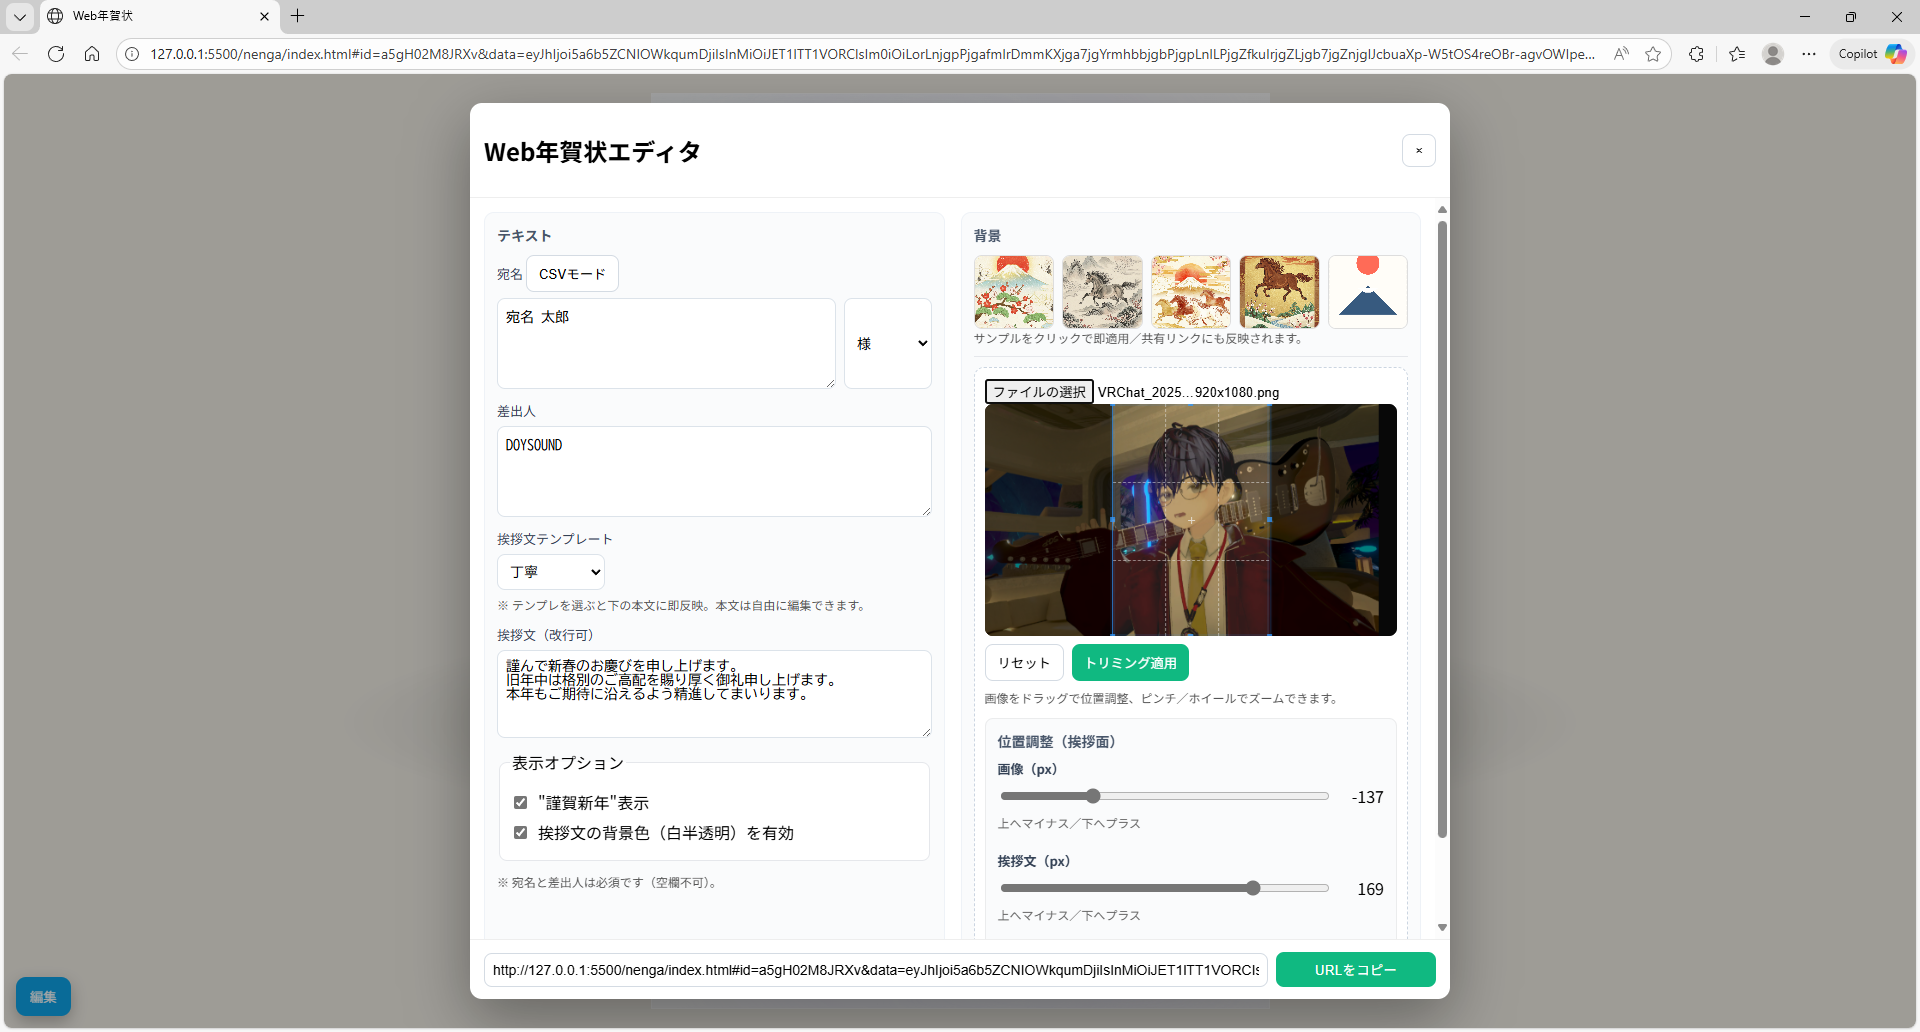 Web年賀状
127.0.0.1:5500/nenga/index.html#id=a5gH02M8JRXv&data=eyJhIjoi5a6b5ZCNIOWkqumDjiIsInMiOiJET1lTT1VORCIsIm0iOiLorLnjgpPjgafmlrDmmKXjga7jgYrmhbbjgbPjgpLnlLPjgZfkuIrjgZLjgb7jgZnjgIJcbuaXp-W5tOS4reOBr-agvOWIpe...
Copilot
Web年賀状エディタ
×
テキスト
宛名 CSVモード
宛名 太郎
様
差出人
DOYSOUND
挨拶文テンプレート
丁寧
※ テンプレを選ぶと下の本文に即反映。本文は自由に編集できます。
挨拶文（改行可）
謹んで新春のお慶びを申し上げます。
旧年中は格別のご高配を賜り厚く御礼申し上げます。
本年もご期待に沿えるよう精進してまいります。
表示オプション
"謹賀新年"表示
挨拶文の背景色（白半透明）を有効
※ 宛名と差出人は必須です（空欄不可）。
背景
サンプルをクリックで即適用／共有リンクにも反映されます。
ファイルの選択 VRChat_2025...920x1080.png
リセット トリミング適用
画像をドラッグで位置調整、ピンチ／ホイールでズームできます。
位置調整（挨拶面）
画像（px）
-137
上へマイナス／下へプラス
挨拶文（px）
169
上へマイナス／下へプラス
http://127.0.0.1:5500/nenga/index.html#id=a5gH02M8JRXv&data=eyJhIjoi5a6b5ZCNIOWkqumDjiIsInMiOiJET1lTT1VORCIs
URLをコピー
編集